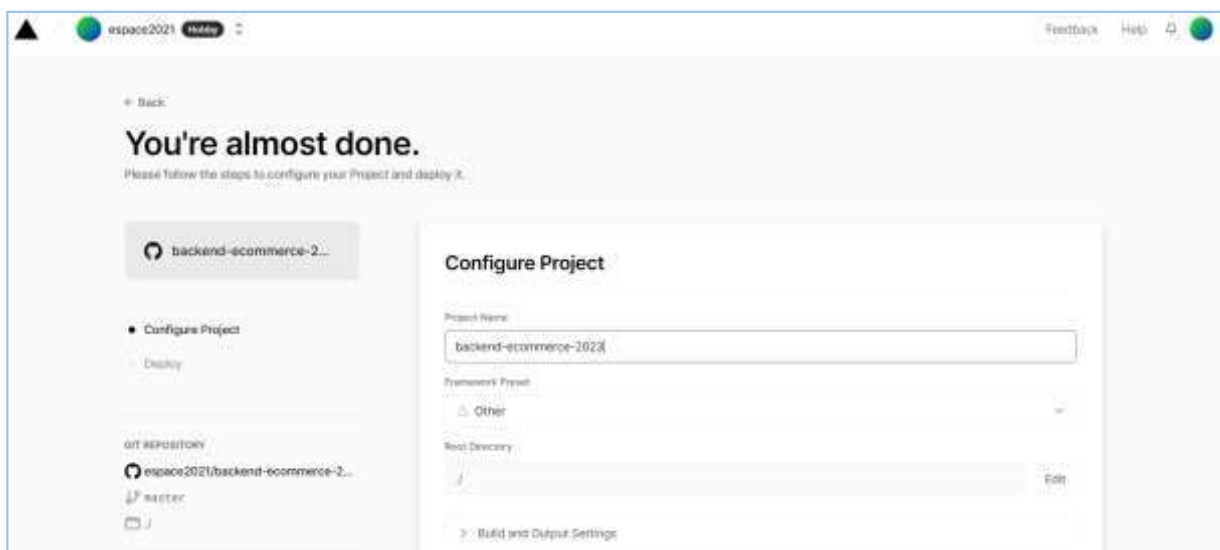 espace2021 Hobby
Feedback Help
← Back
You're almost done.
Please follow the steps to configure your Project and deploy it.
backend-ecommerce-2...
Configure Project
Deploy
GIT REPOSITORY
espace2021/backend-ecommerce-2...
master
./
Configure Project
Project Name
backend-ecommerce-2023
Framework Preset
Other
Root Directory
./
Edit
> Build and Output Settings